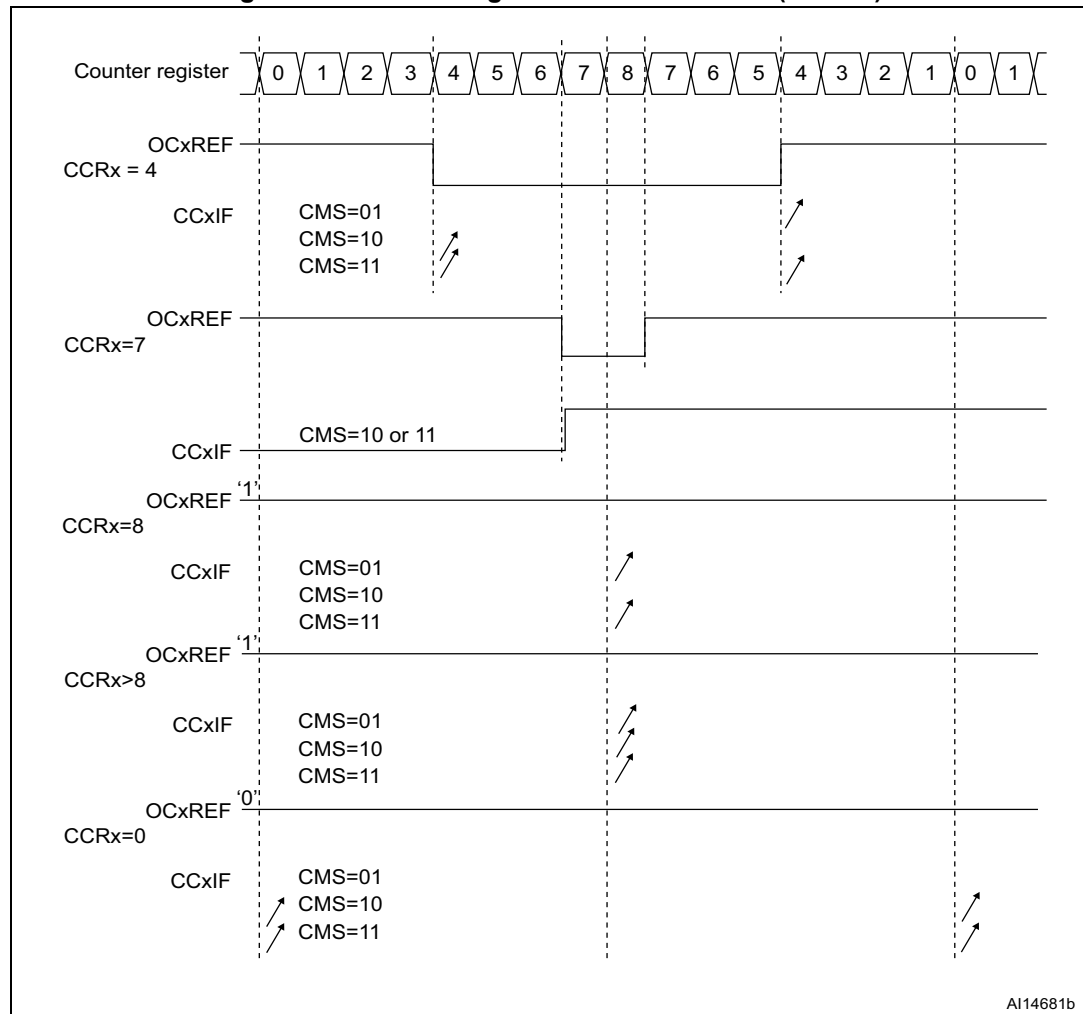 Counter register 0 1 2 3 4 5 6 7 8 7 6 5 4 3 2 1 0 1
OCxREF
CCRx = 4
CCxIF CMS=01
CMS=10
CMS=11
OCxREF
CCRx=7
CMS=10 or 11
CCxIF
OCxREF ‘1’
CCRx=8
CCxIF CMS=01
CMS=10
CMS=11
OCxREF ‘1’
CCRx>8
CCxIF CMS=01
CMS=10
CMS=11
OCxREF ‘0’
CCRx=0
CCxIF CMS=01
CMS=10
CMS=11
AI14681b